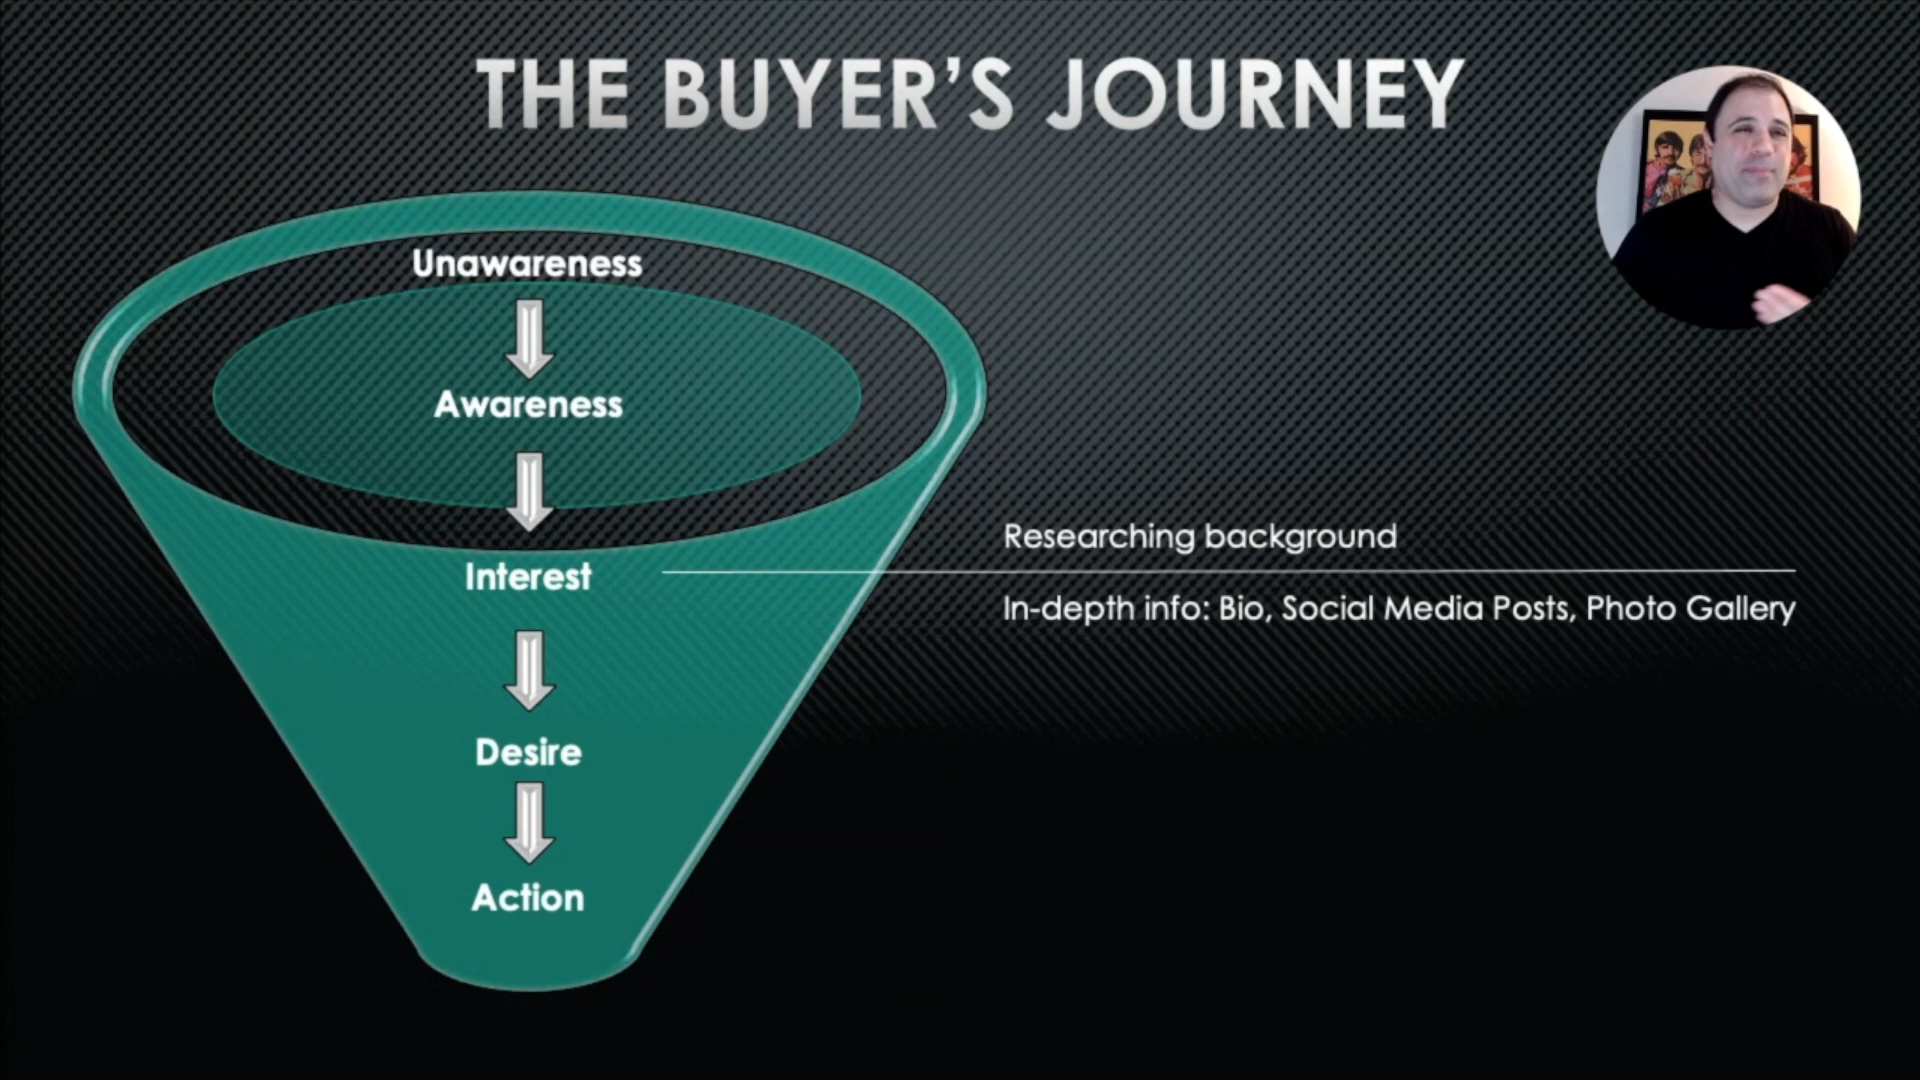 THE BUYER’S JOURNEY
Unawareness
Awareness
Interest
Researching background
In-depth info: Bio, Social Media Posts, Photo Gallery
Desire
Action